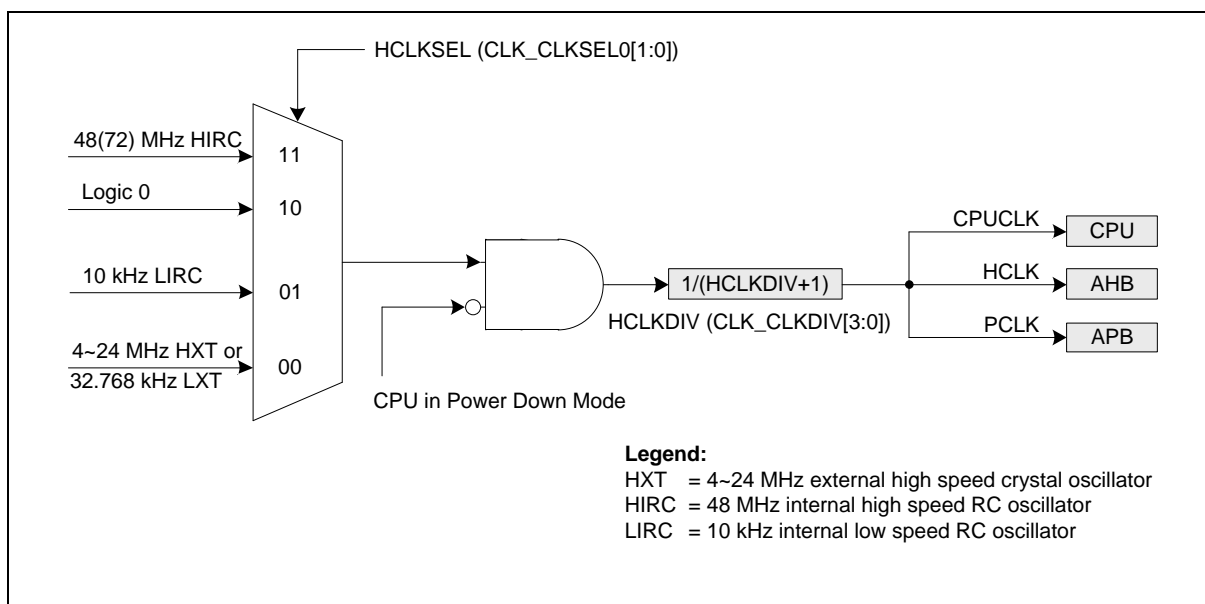 HCLKSEL (CLK_CLKSEL0[1:0])
48(72) MHz HIRC
11
Logic 0
10
10 kHz LIRC
01
4~24 MHz HXT or
32.768 kHz LXT
00
CPU in Power Down Mode
1/(HCLKDIV+1)
HCLKDIV (CLK_CLKDIV[3:0])
CPUCLK
CPU
HCLK
AHB
PCLK
APB
Legend:
HXT = 4~24 MHz external high speed crystal oscillator
HIRC = 48 MHz internal high speed RC oscillator
LIRC = 10 kHz internal low speed RC oscillator